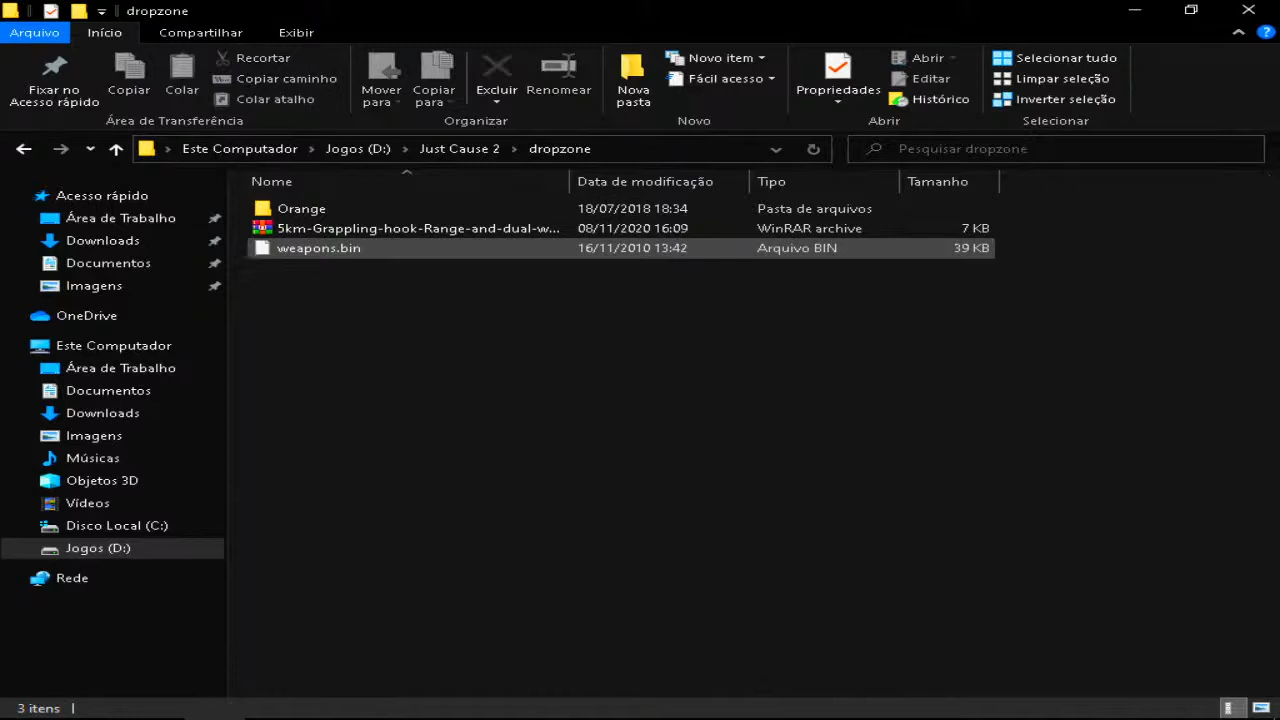 dropzone
Arquivo Início Compartilhar Exibir
Fixar no Acesso rápido
Copiar
Colar
Recortar
Copiar caminho
Colar atalho
Área de Transferência
Mover para
Copiar para
Excluir
Renomear
Organizar
Nova pasta
Novo item
Fácil acesso
Novo
Propriedades
Abrir
Editar
Histórico
Abrir
Selecionar tudo
Limpar seleção
Inverter seleção
Selecionar
Este Computador Jogos (D:) Just Cause 2 dropzone
Pesquisar dropzone
Acesso rápido
Área de Trabalho
Downloads
Documentos
Imagens
OneDrive
Este Computador
Área de Trabalho
Documentos
Downloads
Imagens
Músicas
Objetos 3D
Vídeos
Disco Local (C:)
Jogos (D:)
Rede
Nome Data de modificação Tipo Tamanho
Orange 18/07/2018 18:34 Pasta de arquivos
5km-Grappling-hook-Range-and-dual-w... 08/11/2020 16:09 WinRAR archive 7 KB
weapons.bin 16/11/2010 13:42 Arquivo BIN 39 KB
3 itens